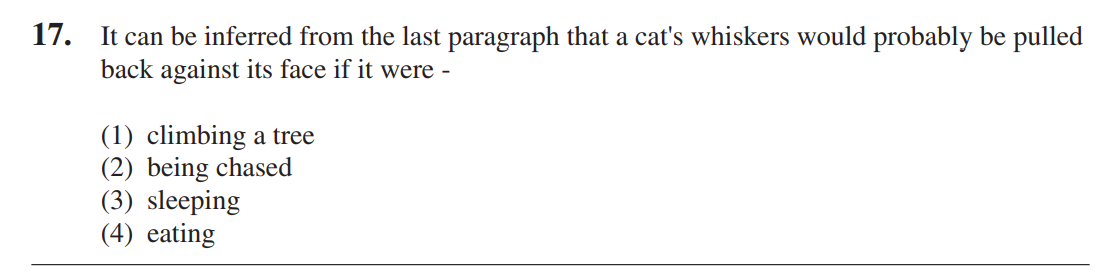 17. It can be inferred from the last paragraph that a cat's whiskers would probably be pulled
back against its face if it were -
(1) climbing a tree
(2) being chased
(3) sleeping
(4) eating